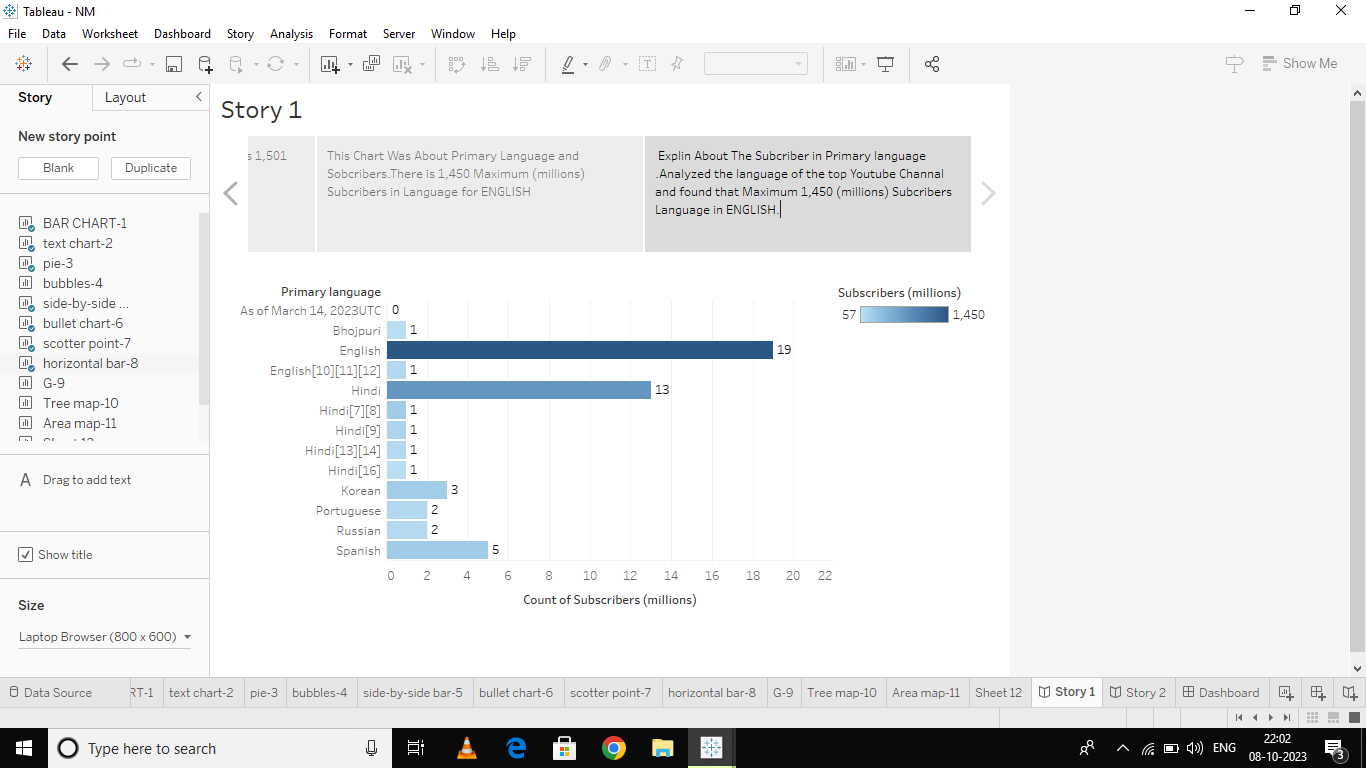 Tableau - NM
File Data Worksheet Dashboard Story Analysis Format Server Window Help
Show Me
Story Layout
New story point
Blank Duplicate
BAR CHART-1
text chart-2
pie-3
bubbles-4
side-by-side ...
bullet chart-6
scotter point-7
horizontal bar-8
G-9
Tree map-10
Area map-11
A Drag to add text
Show title
Size
Laptop Browser (800 x 600)
Story 1
s 1,501
This Chart Was About Primary Language and
Sobcribers.There is 1,450 Maximum (millions)
Subcribers in Language for ENGLISH
Explin About The Subcriber in Primary language
.Analyzed the language of the top Youtube Channal
and found that Maximum 1,450 (millions) Subcribers
Language in ENGLISH.
Primary language
As of March 14, 2023UTC 0
Bhojpuri 1
English 19
English[10][11][12] 1
Hindi 13
Hindi[7][8] 1
Hindi[9] 1
Hindi[13][14] 1
Hindi[16] 1
Korean 3
Portuguese 2
Russian 2
Spanish 5
0 2 4 6 8 10 12 14 16 18 20 22
Count of Subscribers (millions)
Subscribers (millions)
57 1,450
Data Source RT-1 text chart-2 pie-3 bubbles-4 side-by-side bar-5 bullet chart-6 scotter point-7 horizontal bar-8 G-9 Tree map-10 Area map-11 Sheet 12 Story 1 Story 2 Dashboard
Type here to search
ENG
22:02
08-10-2023
3